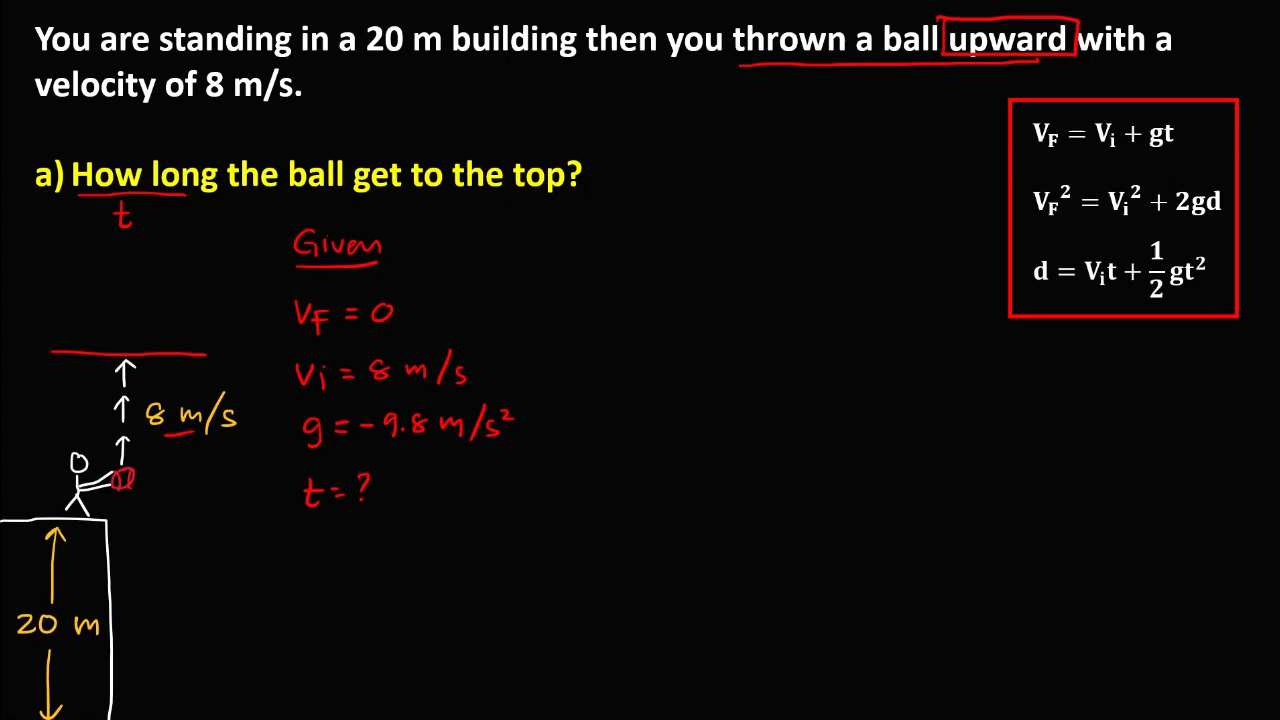 You are standing in a 20 m building then you thrown a ball upward with a
velocity of 8 m/s.
a) How long the ball get to the top?
t
Given
V_F = 0
V_i = 8 m/s
g = -9.8 m/s²
t = ?
8 m/s
20 m
V_F = V_i + gt
V_F² = V_i² + 2gd
d = V_i t + 1/2 gt²